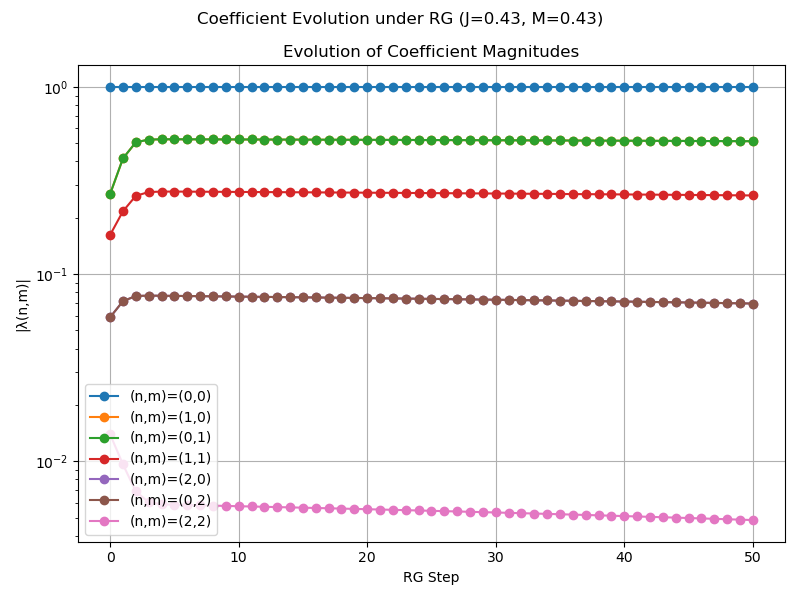 Coefficient Evolution under RG (J=0.43, M=0.43)
Evolution of Coefficient Magnitudes
10⁰
10⁻¹
10⁻²
|λ(n,m)|
(n,m)=(0,0)
(n,m)=(1,0)
(n,m)=(0,1)
(n,m)=(1,1)
(n,m)=(2,0)
(n,m)=(0,2)
(n,m)=(2,2)
0 10 20 30 40 50
RG Step